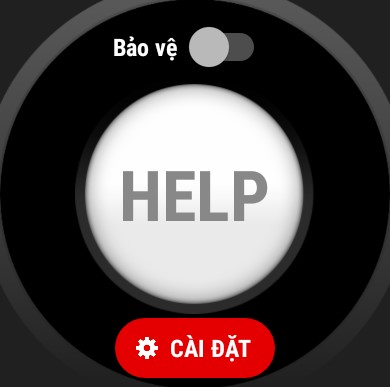 Bảo vệ
HELP
CÀI ĐẶT